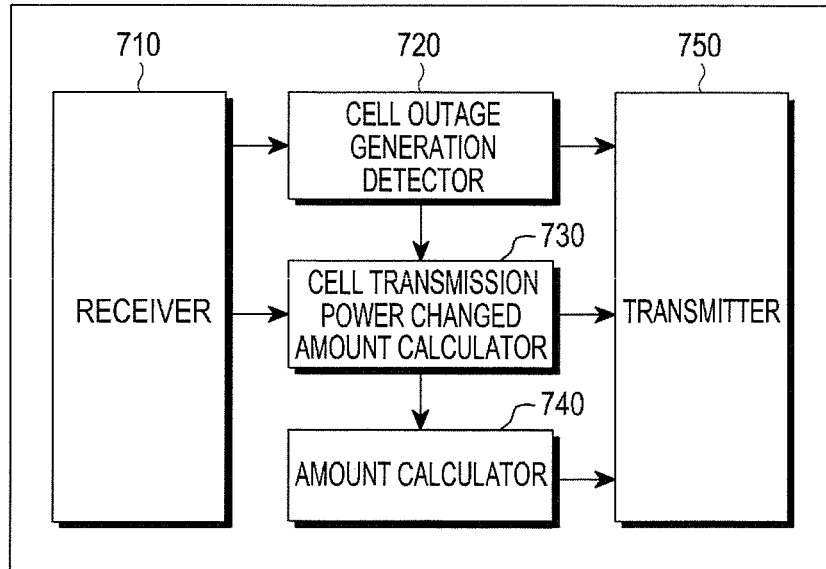 710
720
750
CELL OUTAGE
GENERATION
DETECTOR
730
RECEIVER
CELL TRANSMISSION
POWER CHANGED
AMOUNT CALCULATOR
TRANSMITTER
740
AMOUNT CALCULATOR